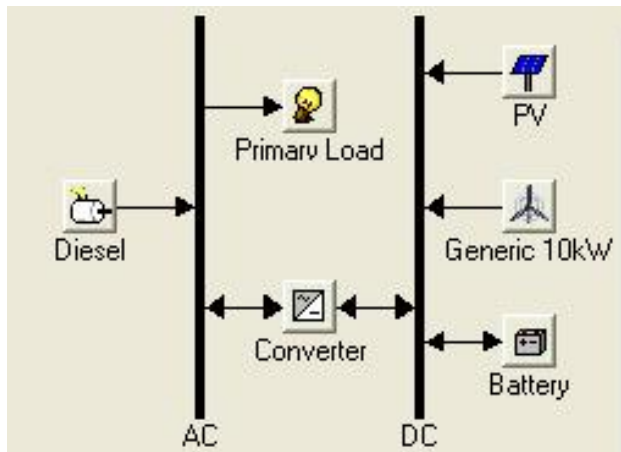 PV
Primary Load
Diesel
Generic 10kW
Converter
Battery
AC
DC